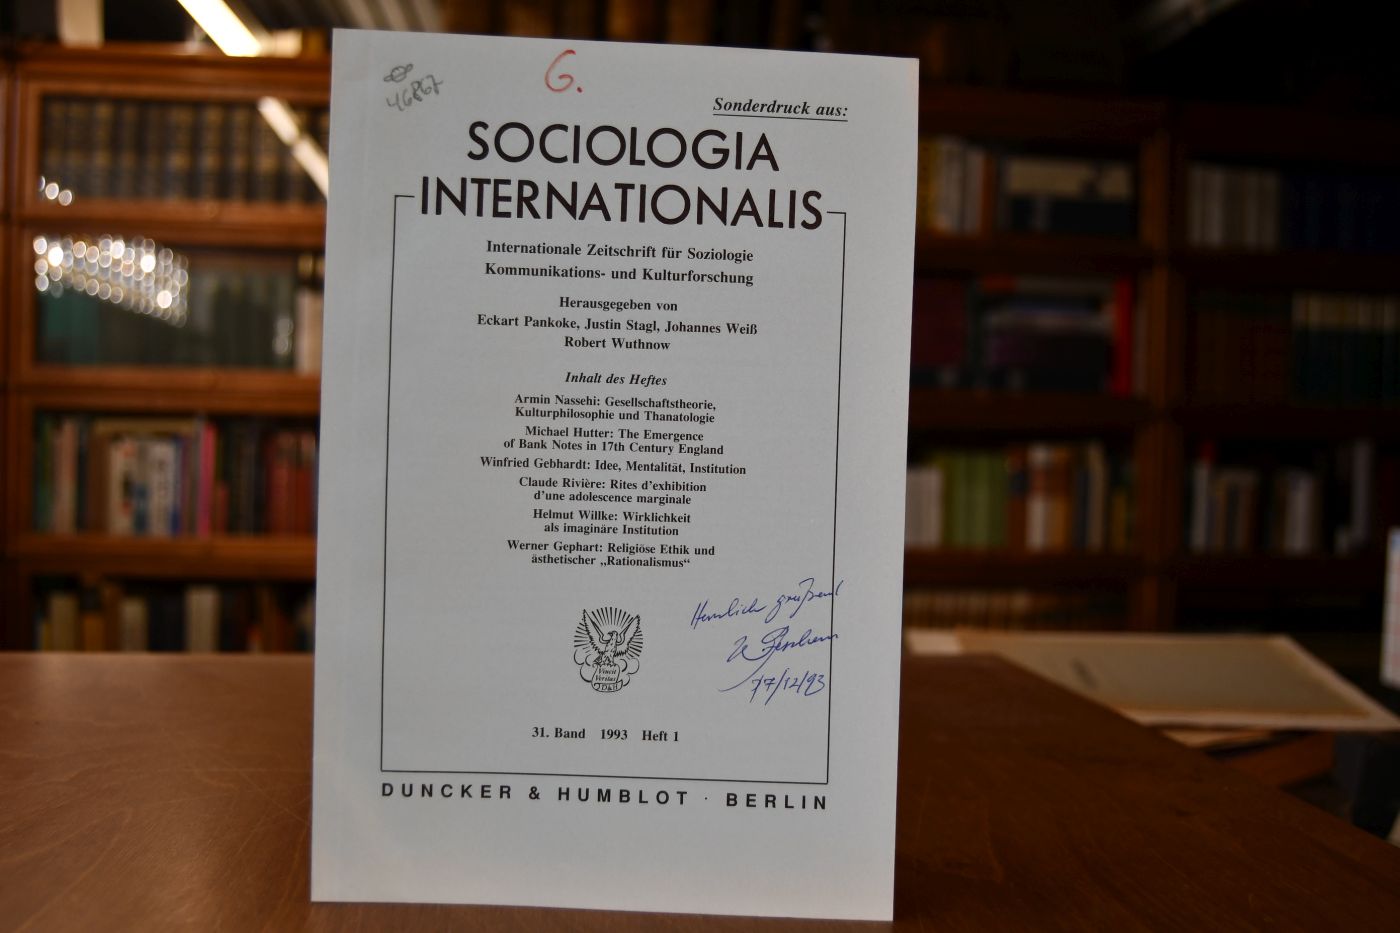 46867
G.
Sonderdruck aus:
SOCIOLOGIA
INTERNATIONALIS
Internationale Zeitschrift für Soziologie
Kommunikations- und Kulturforschung
Herausgegeben von
Eckart Pankoke, Justin Stagl, Johannes Weiß
Robert Wuthnow
Inhalt des Heftes
Armin Nassehi: Gesellschaftstheorie,
Kulturphilosophie und Thanatologie
Michael Hutter: The Emergence
of Bank Notes in 17th Century England
Winfried Gebhardt: Idee, Mentalität, Institution
Claude Rivière: Rites d'exhibition
d'une adolescence marginale
Helmut Willke: Wirklichkeit
als imaginäre Institution
Werner Gephart: Religiöse Ethik und
ästhetischer „Rationalismus“
Herzlich grüßend
17/12/93
Vincit
Veritas
D&H
31. Band 1993 Heft 1
DUNCKER & HUMBLOT · BERLIN